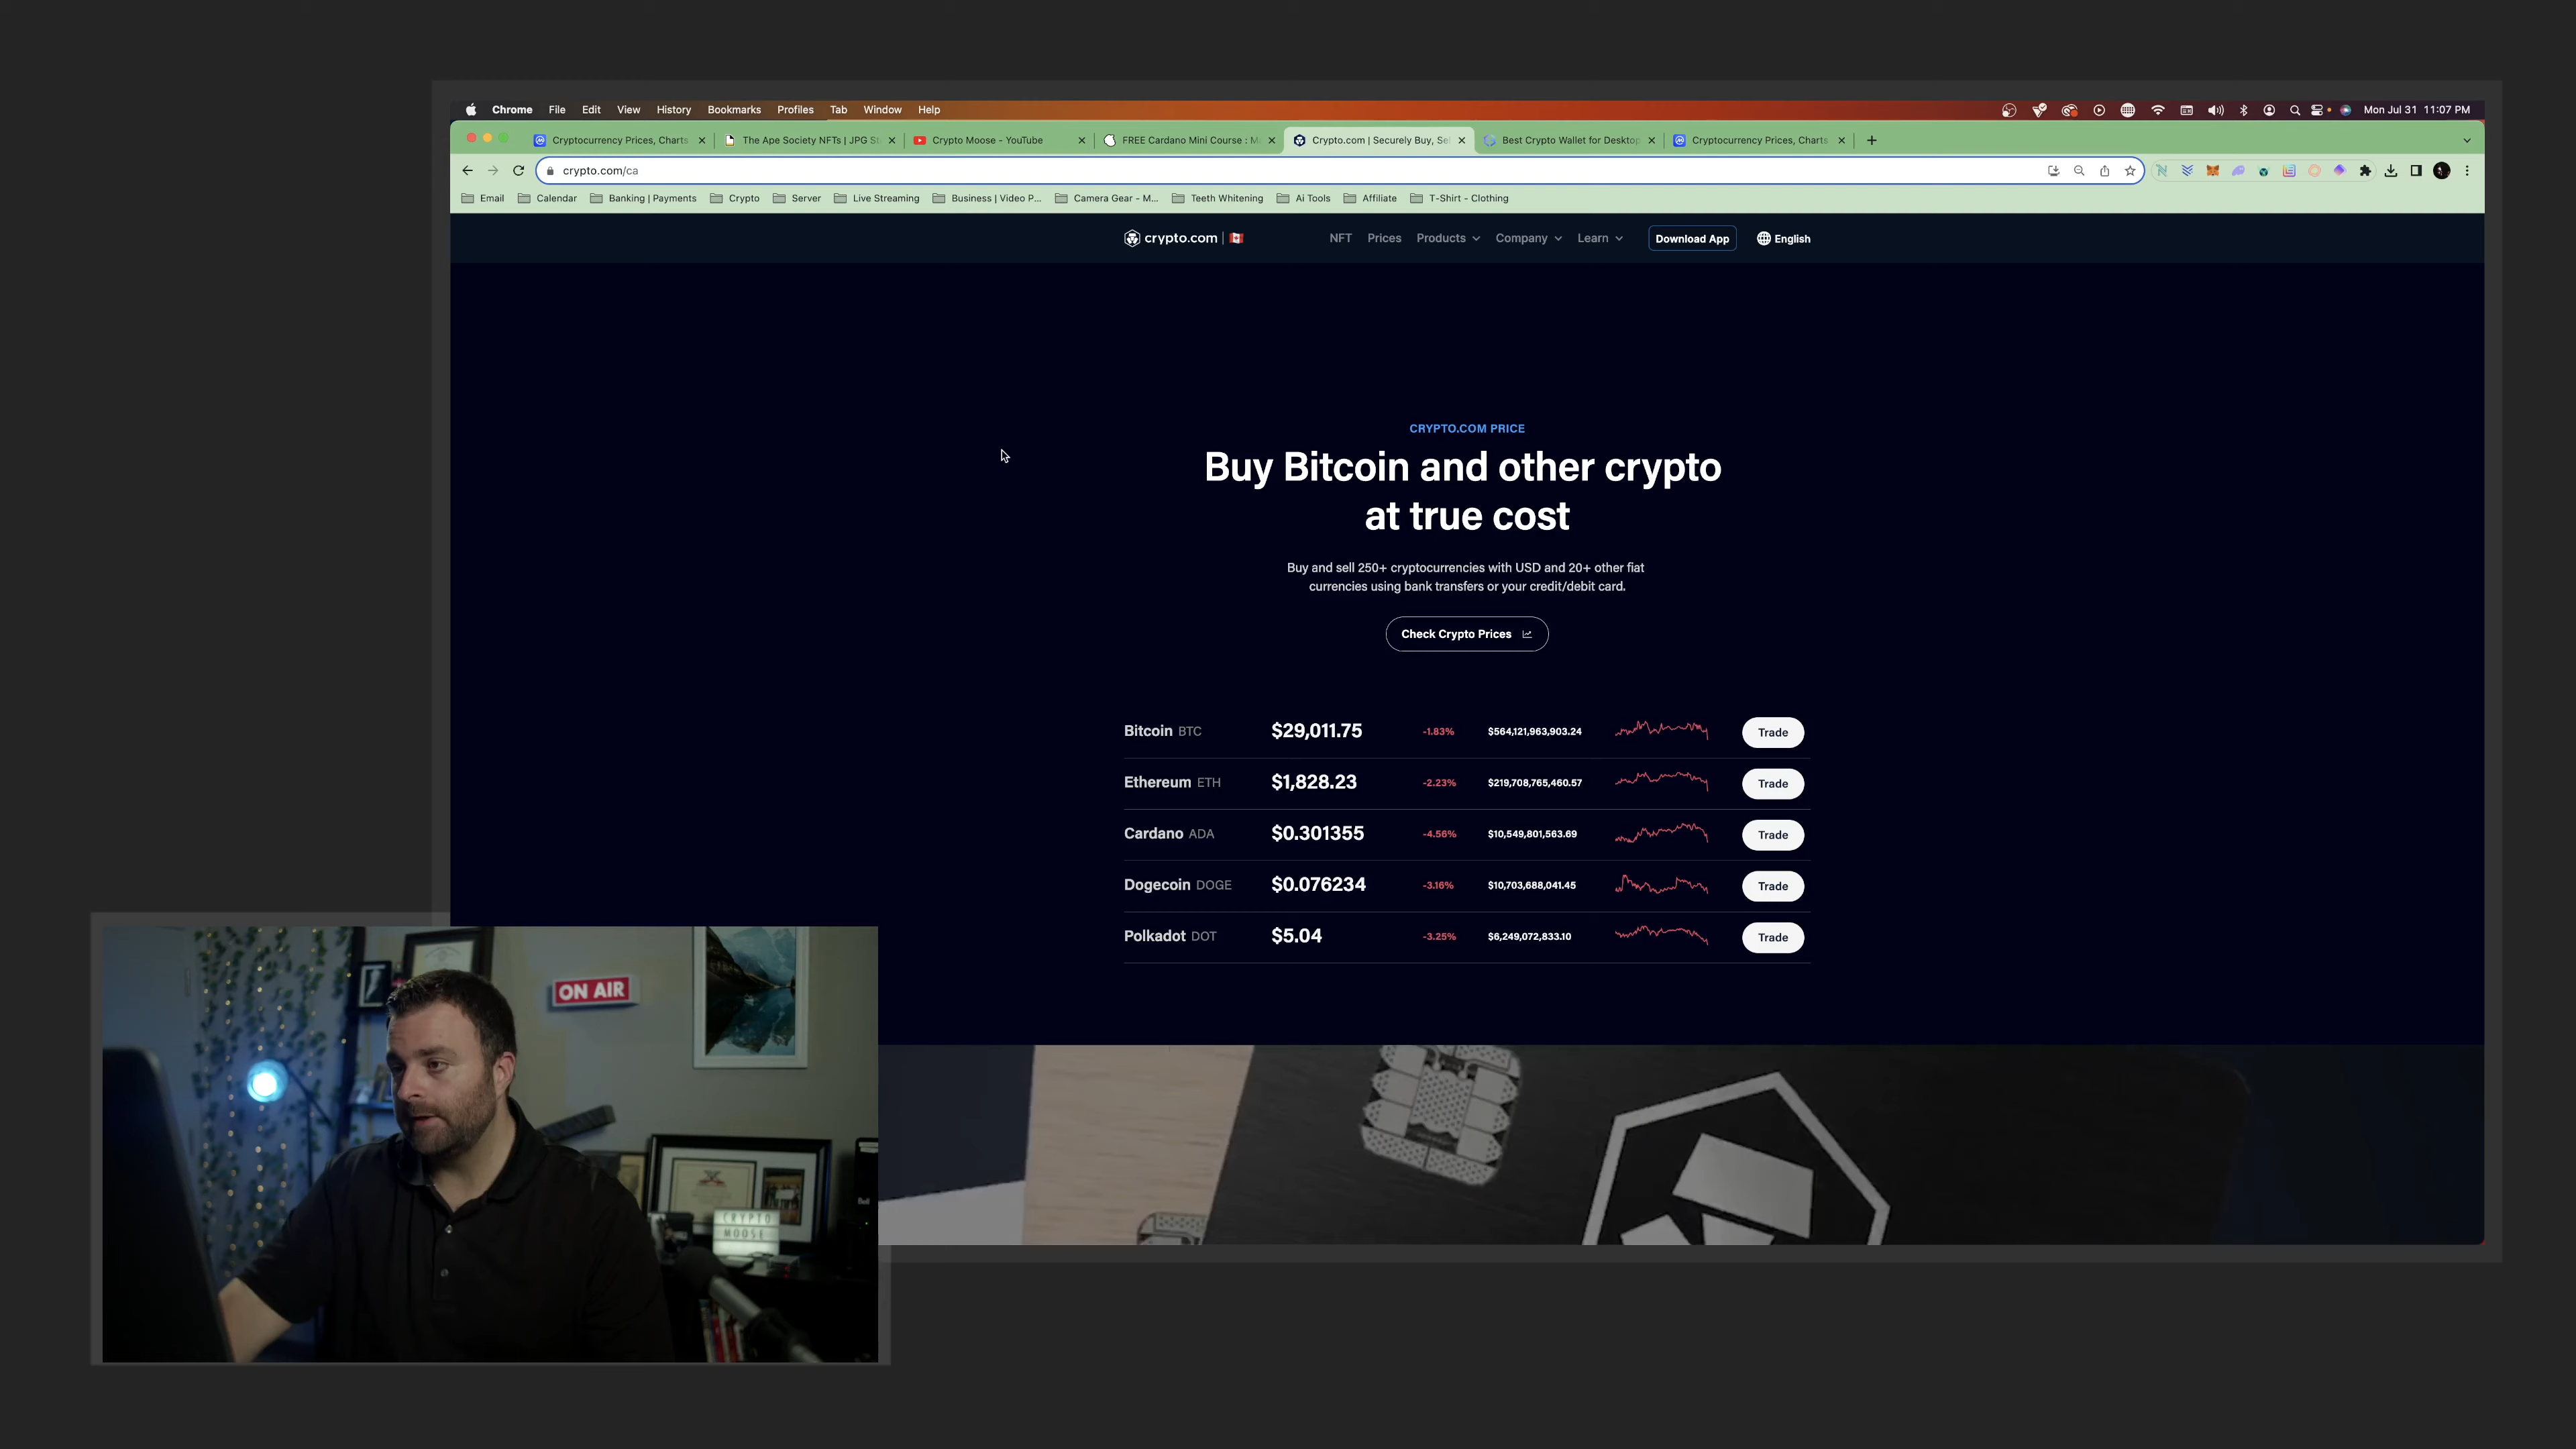 Chrome File Edit View History Bookmarks Profiles Tab Window Help
Mon Jul 31 11:07 PM
Cryptocurrency Prices, Charts
The Ape Society NFTs | JPG St
Crypto Moose - YouTube
FREE Cardano Mini Course : Ma
Crypto.com | Securely Buy, Sel
Best Crypto Wallet for Desktop
Cryptocurrency Prices, Charts
crypto.com/ca
Email Calendar Banking | Payments Crypto Server Live Streaming Business | Video P... Camera Gear - M... Teeth Whitening Ai Tools Affiliate T-Shirt - Clothing
crypto.com NFT Prices Products Company Learn Download App English
CRYPTO.COM PRICE
Buy Bitcoin and other crypto
at true cost
Buy and sell 250+ cryptocurrencies with USD and 20+ other fiat
currencies using bank transfers or your credit/debit card.
Check Crypto Prices
Bitcoin BTC $29,011.75 -1.83% $564,121,963,903.24 Trade
Ethereum ETH $1,828.23 -2.23% $219,708,765,460.57 Trade
Cardano ADA $0.301355 -4.56% $10,549,801,563.69 Trade
Dogecoin DOGE $0.076234 -3.16% $10,703,688,041.45 Trade
Polkadot DOT $5.04 -3.25% $6,249,072,833.10 Trade
ON AIR
CRYPTO
MOOSE